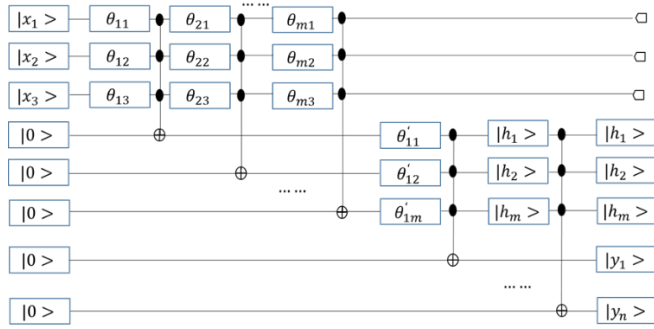 ... ...
|x₁ > θ₁₁ θ₂₁ θₘ₁
|x₂ > θ₁₂ θ₂₂ θₘ₂
|x₃ > θ₁₃ θ₂₃ θₘ₃
|0 > θ'₁₁ |h₁ > |h₁ >
|0 > θ'₁₂ |h₂ > |h₂ >
... ...
|0 > θ'₁ₘ |hₘ > |hₘ >
|0 > |y₁ >
... ...
|0 > |yₙ >